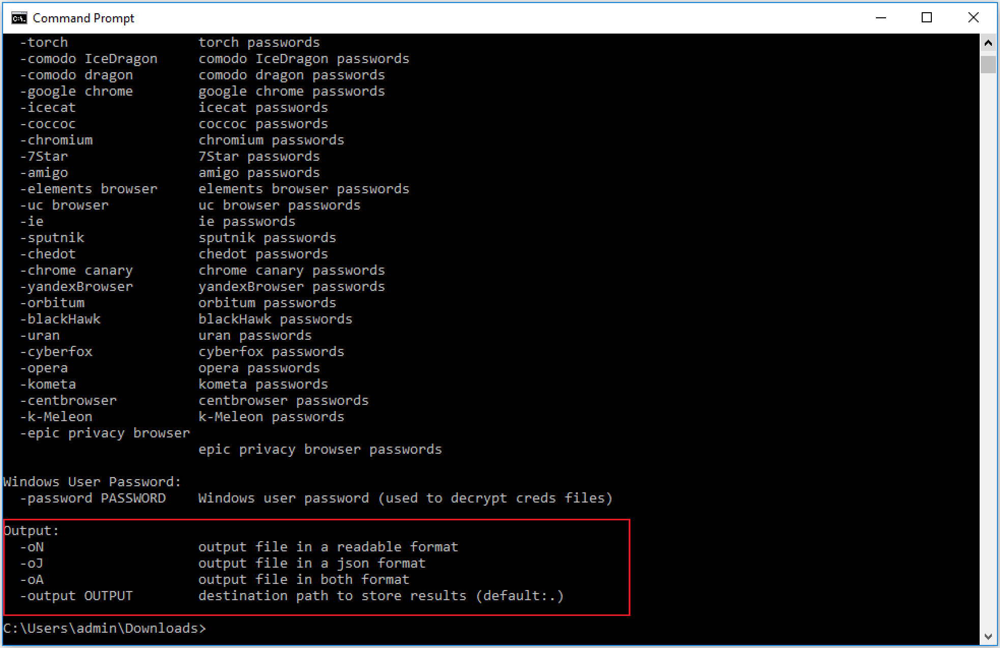 Command Prompt
-torch torch passwords
-comodo IceDragon comodo IceDragon passwords
-comodo dragon comodo dragon passwords
-google chrome google chrome passwords
-icecat icecat passwords
-coccoc coccoc passwords
-chromium chromium passwords
-7Star 7Star passwords
-amigo amigo passwords
-elements browser elements browser passwords
-uc browser uc browser passwords
-ie ie passwords
-sputnik sputnik passwords
-chedot chedot passwords
-chrome canary chrome canary passwords
-yandexBrowser yandexBrowser passwords
-orbitum orbitum passwords
-blackHawk blackHawk passwords
-uran uran passwords
-cyberfox cyberfox passwords
-opera opera passwords
-kometa kometa passwords
-centbrowser centbrowser passwords
-k-Meleon k-Meleon passwords
-epic privacy browser
epic privacy browser passwords
Windows User Password:
-password PASSWORD Windows user password (used to decrypt creds files)
Output:
-oN output file in a readable format
-oJ output file in a json format
-oA output file in both format
-output OUTPUT destination path to store results (default:.)
C:\Users\admin\Downloads>